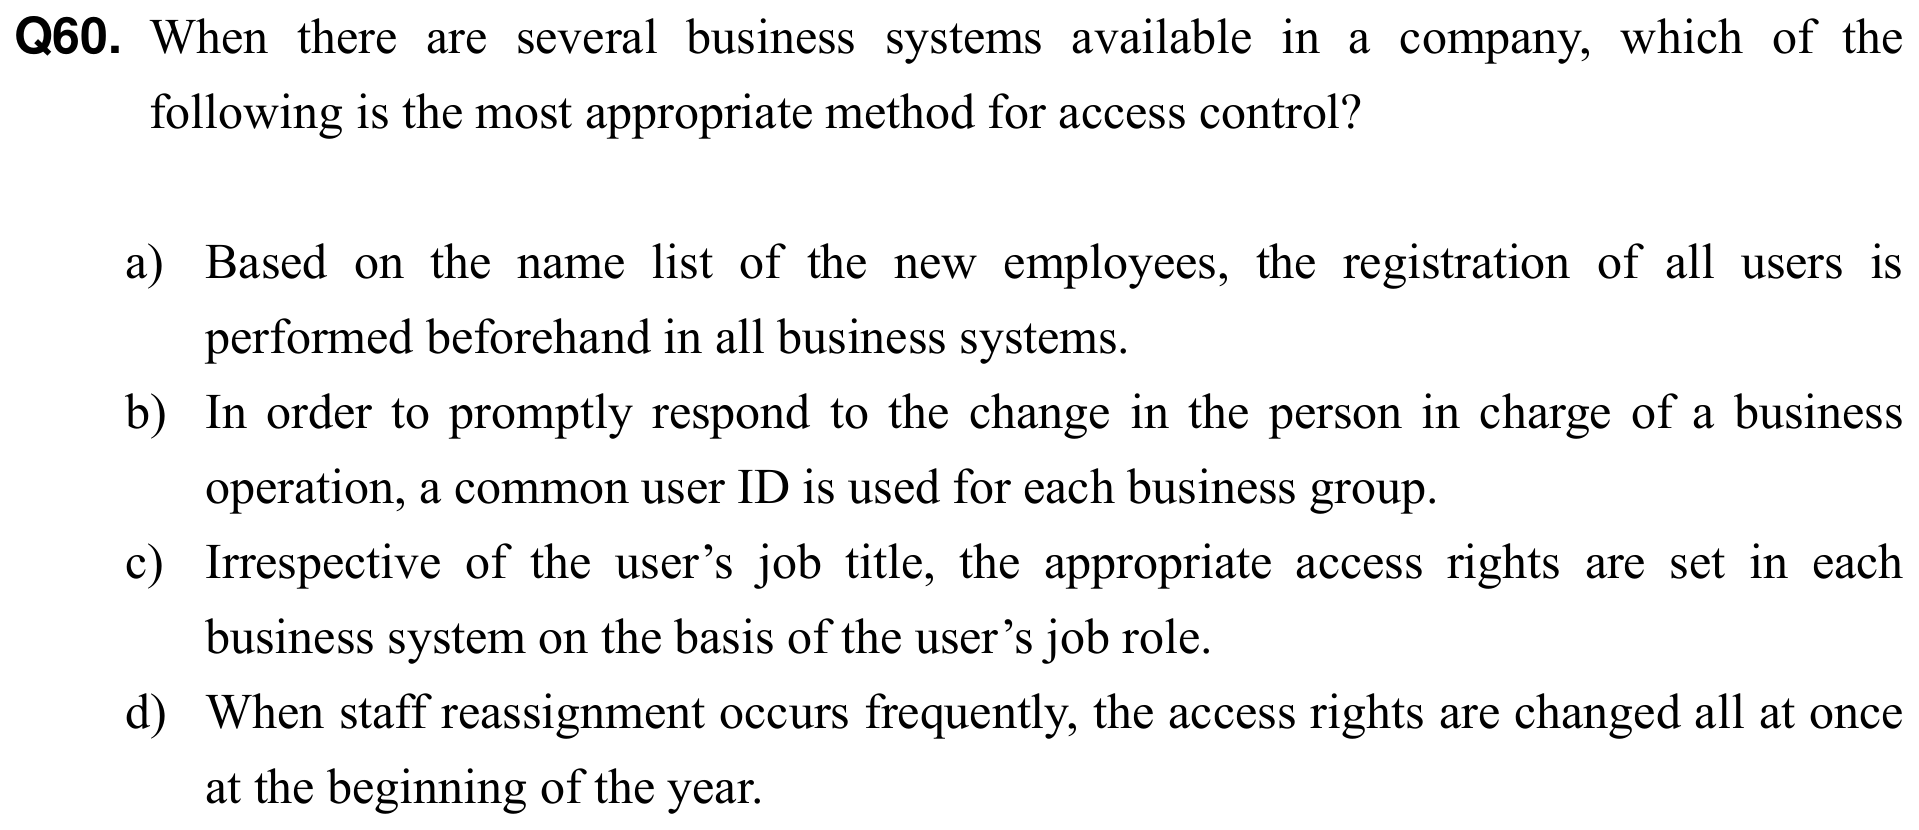 Q60. When there are several business systems available in a company, which of the
following is the most appropriate method for access control?
a) Based on the name list of the new employees, the registration of all users is
performed beforehand in all business systems.
b) In order to promptly respond to the change in the person in charge of a business
operation, a common user ID is used for each business group.
c) Irrespective of the user’s job title, the appropriate access rights are set in each
business system on the basis of the user’s job role.
d) When staff reassignment occurs frequently, the access rights are changed all at once
at the beginning of the year.